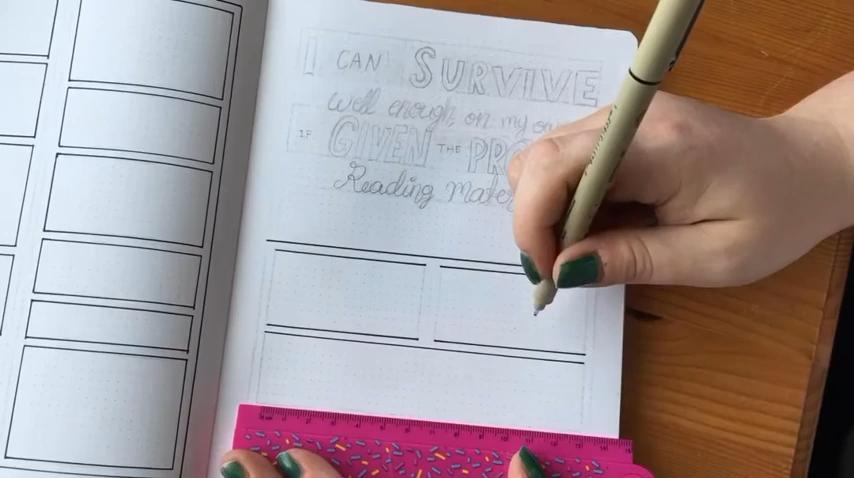 I CAN SURVIVE
well enough on my
IF GIVEN THE
Reading